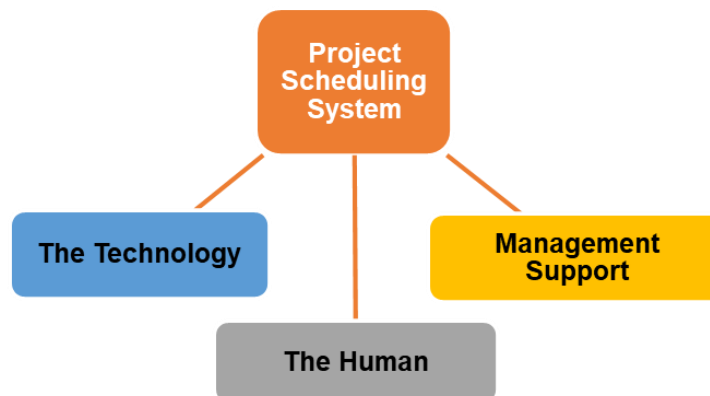 Project
Scheduling
System
The Technology
Management
Support
The Human